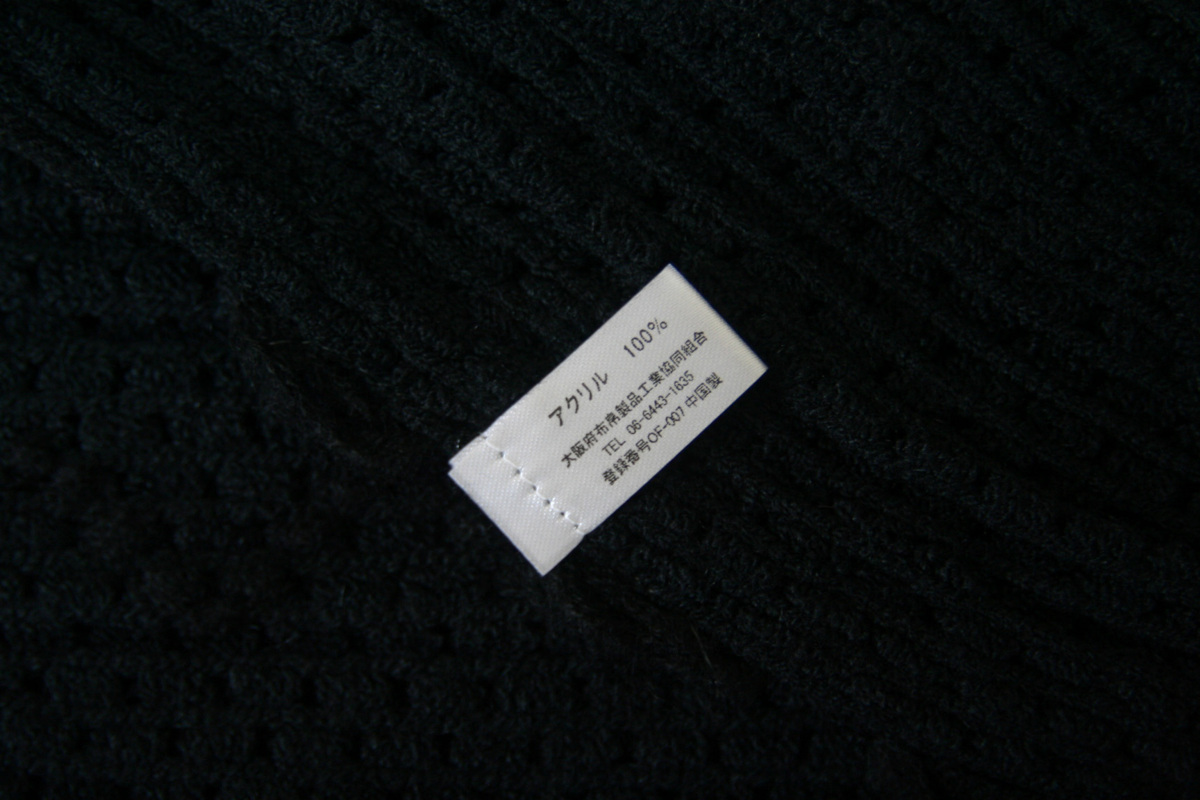 アクリル 100%
大阪府布帛製品工業協同組合
TEL 06-6443-1635
登録番号OF-007 中国製